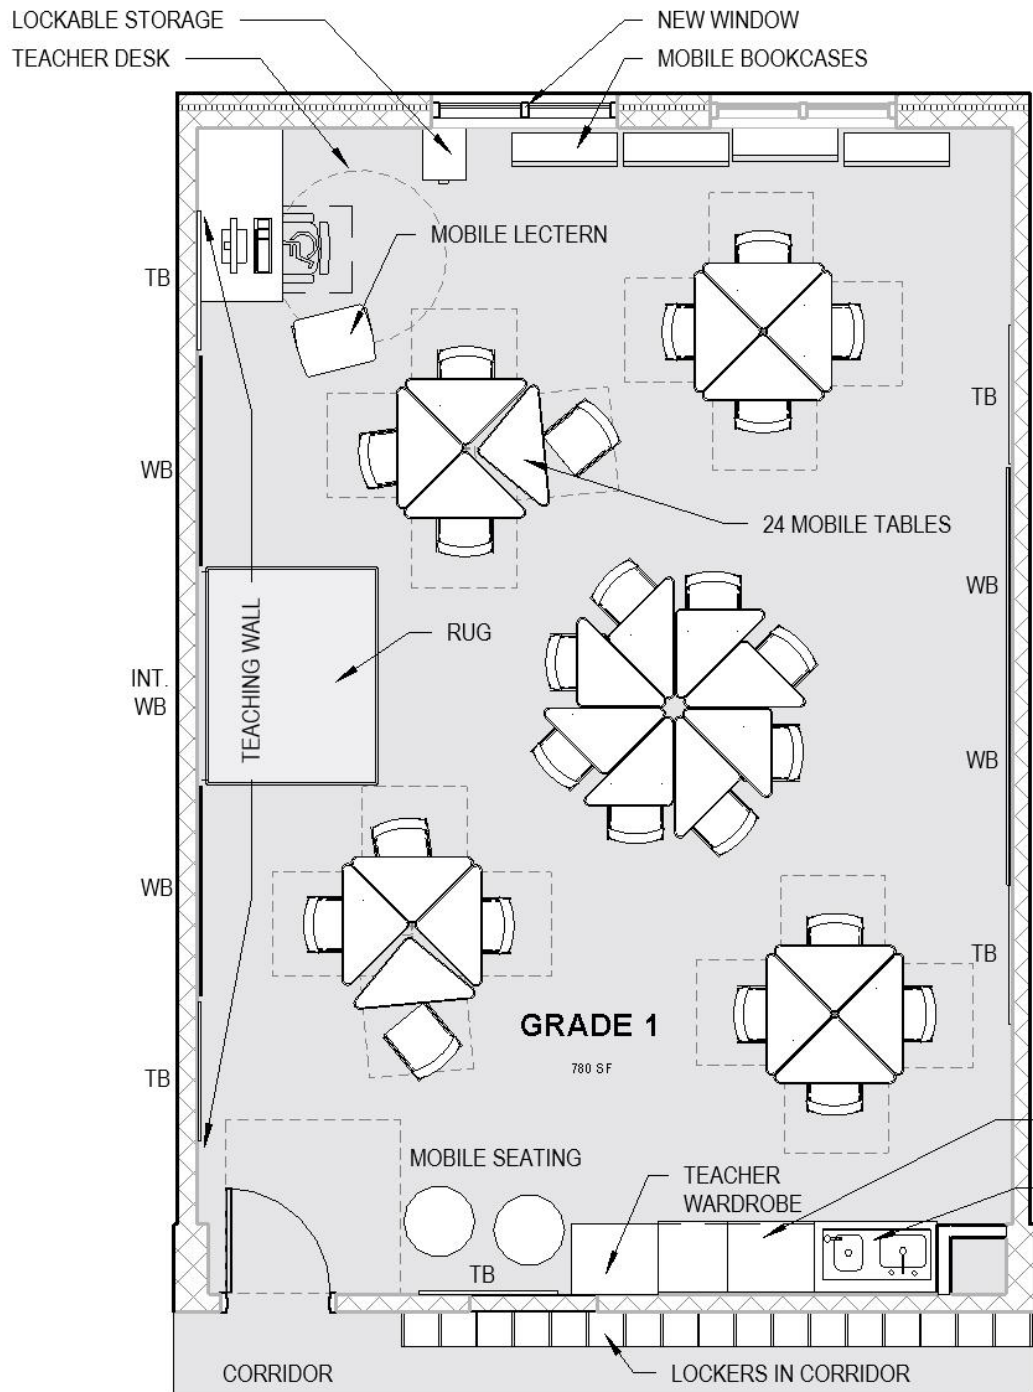 LOCKABLE STORAGE
NEW WINDOW
TEACHER DESK
MOBILE BOOKCASES
MOBILE LECTERN
TB
TB
WB
24 MOBILE TABLES
WB
RUG
TEACHING WALL
INT.
WB
WB
WB
TB
GRADE 1
780 SF
TB
MOBILE SEATING
TEACHER
WARDROBE
TB
CORRIDOR
LOCKERS IN CORRIDOR